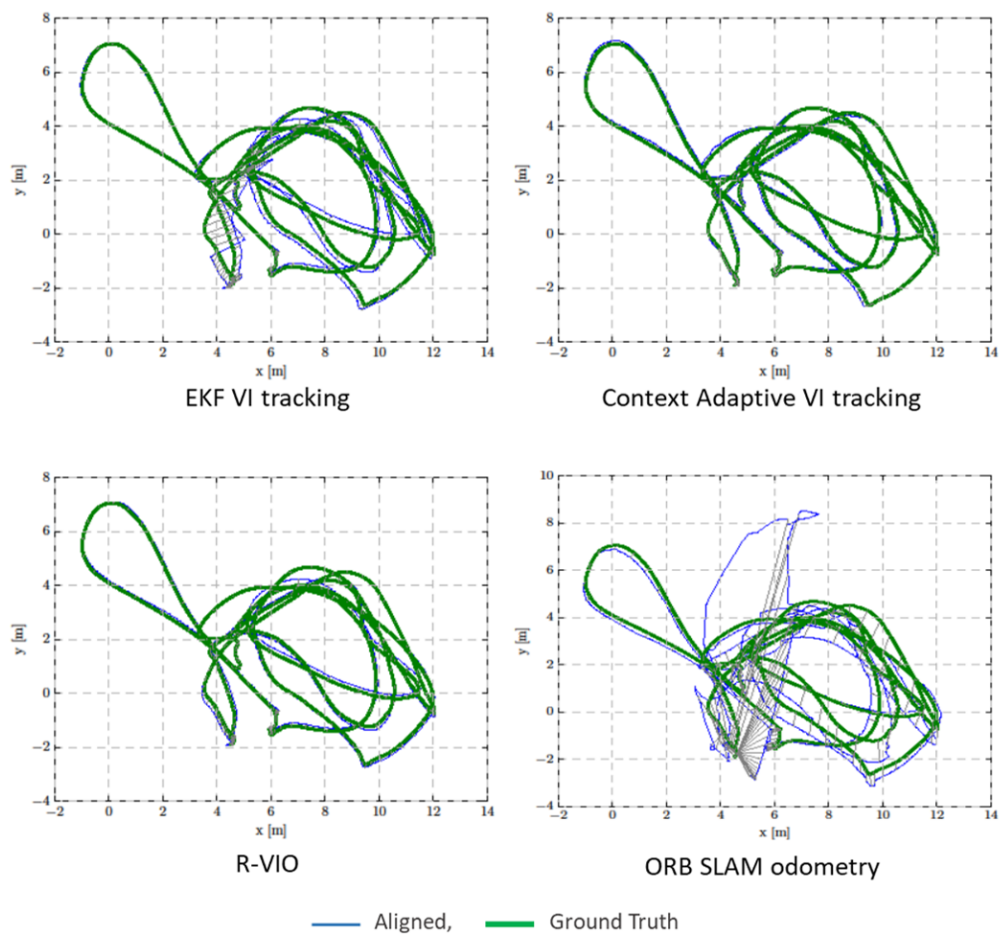 8
6
4
2
0
−2
−4
y [m]
−2 0 2 4 6 8 10 12 14
x [m]
EKF VI tracking
8
6
4
2
0
−2
−4
y [m]
−2 0 2 4 6 8 10 12 14
x [m]
Context Adaptive VI tracking
8
6
4
2
0
−2
−4
y [m]
−2 0 2 4 6 8 10 12 14
x [m]
R-VIO
10
8
6
4
2
0
−2
−4
y [m]
−2 0 2 4 6 8 10 12 14
x [m]
ORB SLAM odometry
Aligned, Ground Truth